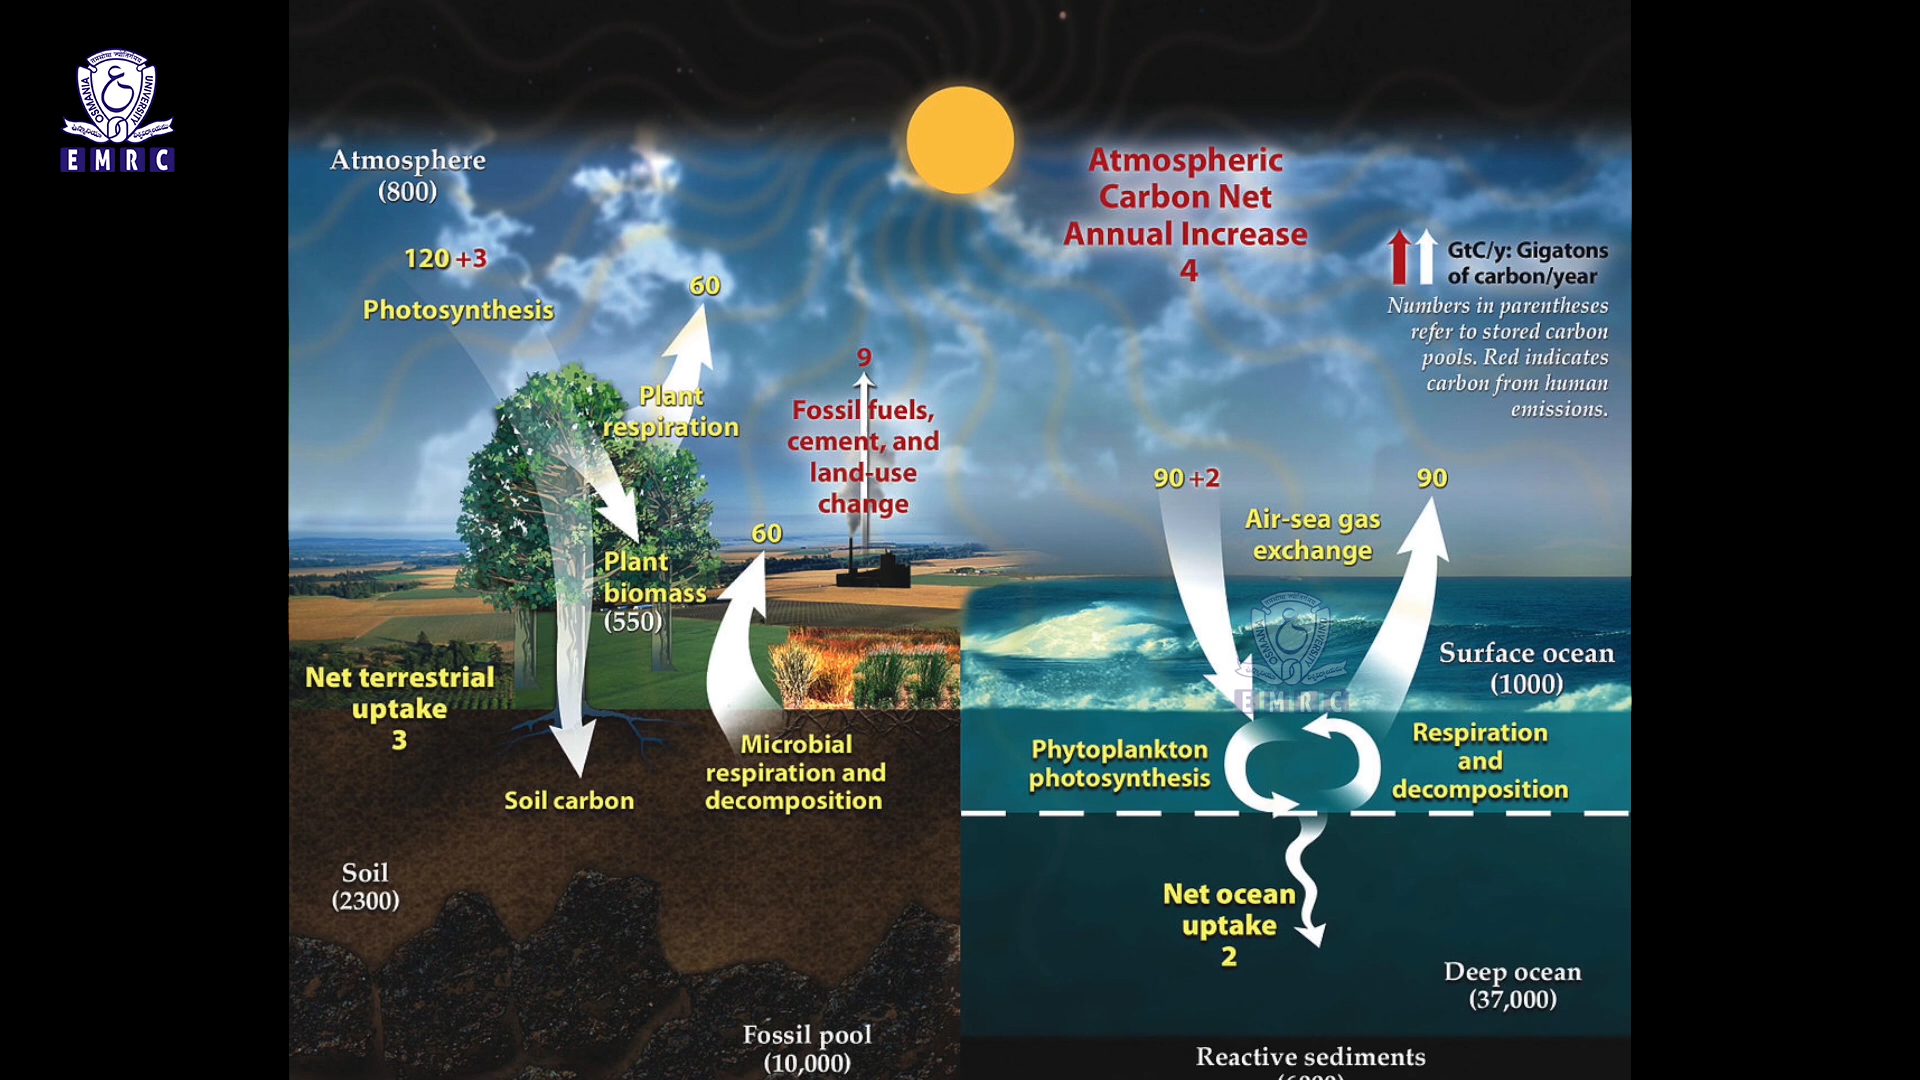 OSMANIA UNIVERSITY
E M R C
Atmosphere
(800)
120 +3
Photosynthesis
60
Plant
respiration
Atmospheric
Carbon Net
Annual Increase
4
GtC/y: Gigatons
of carbon/year
Numbers in parentheses
refer to stored carbon
pools. Red indicates
carbon from human
emissions.
9
Fossil fuels,
cement, and
land-use
change
60
Plant
biomass
(550)
Net terrestrial
uptake
3
Soil carbon
Microbial
respiration and
decomposition
Soil
(2300)
Fossil pool
(10,000)
90 +2
Air-sea gas
exchange
90
OSMANIA UNIVERSITY
E M R C
Surface ocean
(1000)
Phytoplankton
photosynthesis
Respiration
and
decomposition
Net ocean
uptake
2
Deep ocean
(37,000)
Reactive sediments